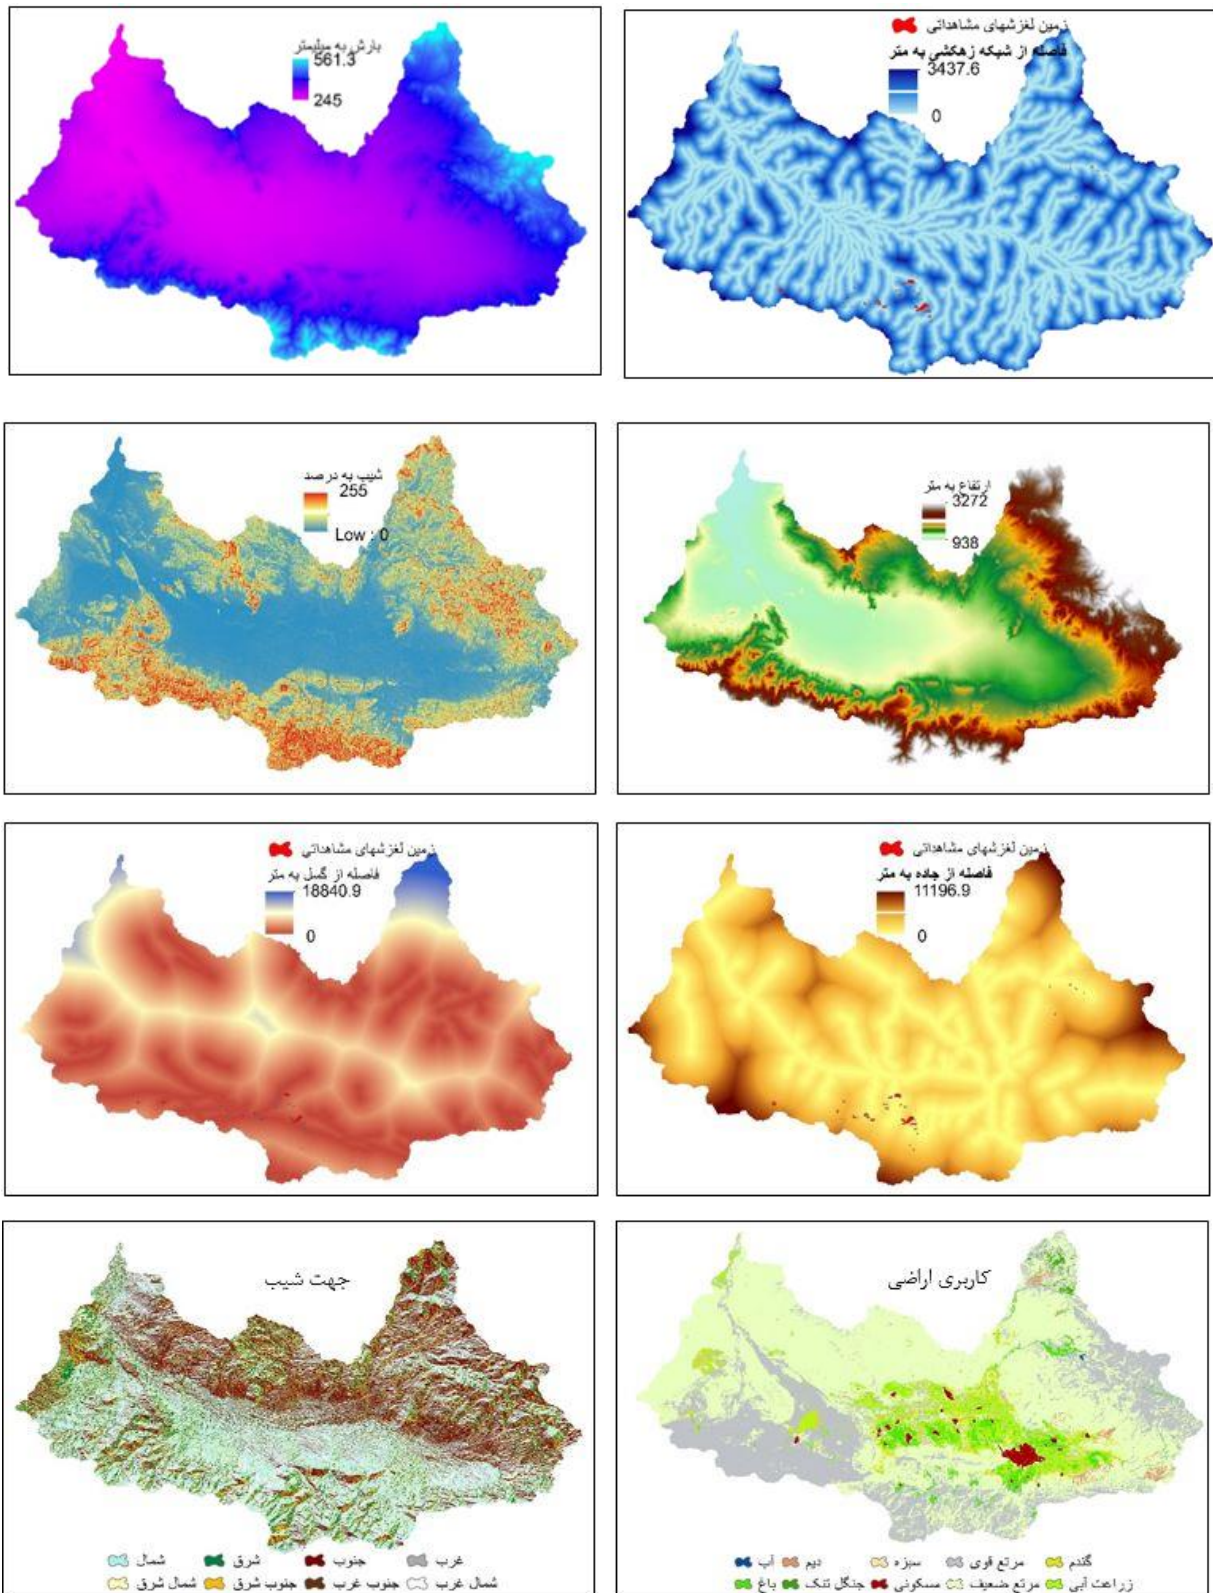 بارش به میلیمتر
561.3
245
زمین لغزشهای مشاهداتی
فاصله از شبکه زهکشی به متر
3437.6
0
شیب به درصد
255
Low : 0
ارتفاع به متر
3272
938
زمین لغزشهای مشاهداتی
فاصله از گسل به متر
18840.9
0
زمین لغزشهای مشاهداتی
فاصله از جاده به متر
11196.9
0
جهت شیب
شمال شرق جنوب غرب
شمال شرق جنوب شرق جنوب غرب شمال غرب
کاربری اراضی
آب دیم سبزه مرتع قوی گندم
باغ جنگل تنک مسکونی مرتع ضعیف زراعت آبی